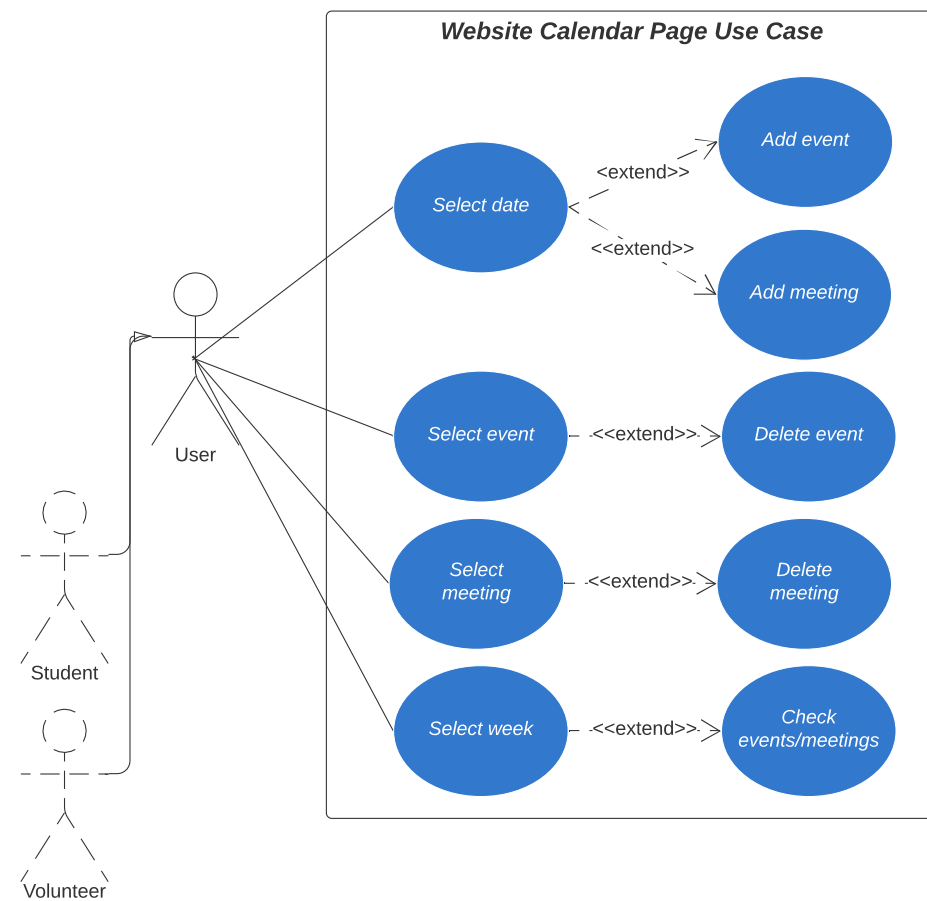 Website Calendar Page Use Case
Add event
<extend>>
Select date
<<extend>>
Add meeting
User
Select event
<<extend>>
Delete event
Select
meeting
<<extend>>
Delete
meeting
Student
Select week
<<extend>>
Check
events/meetings
Volunteer